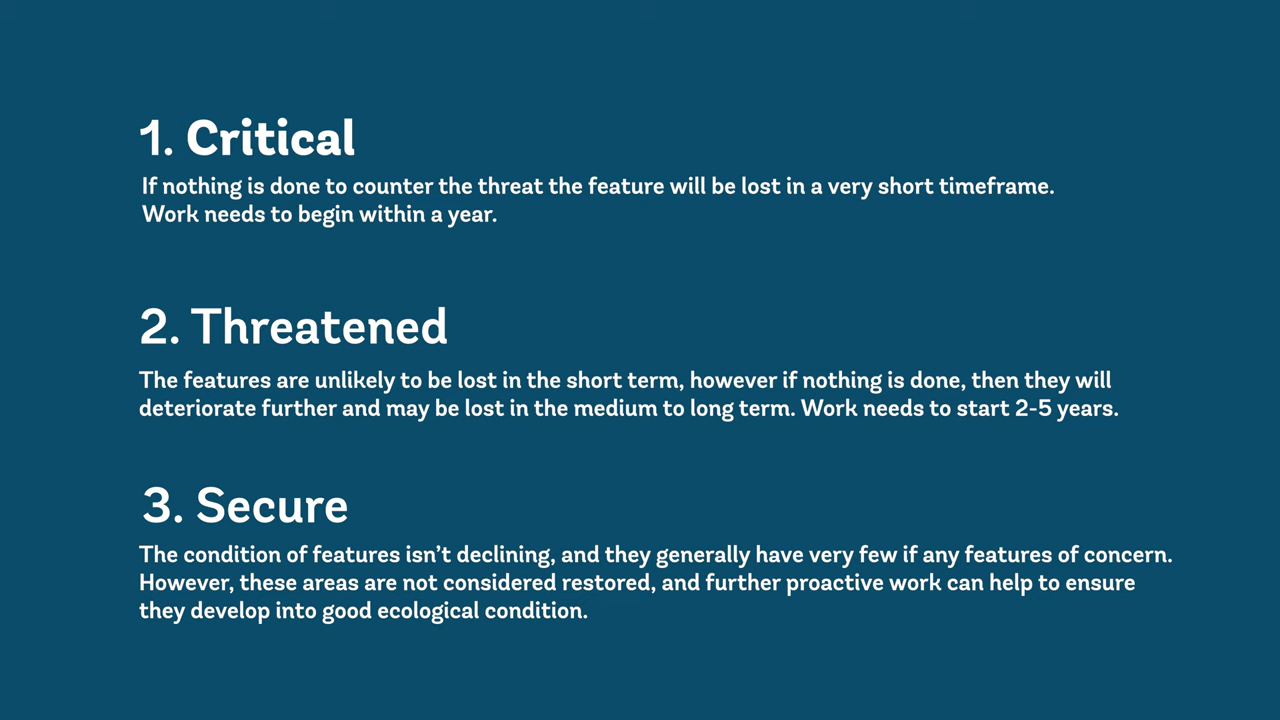 1. Critical
If nothing is done to counter the threat the feature will be lost in a very short timeframe.
Work needs to begin within a year.
2. Threatened
The features are unlikely to be lost in the short term, however if nothing is done, then they will
deteriorate further and may be lost in the medium to long term. Work needs to start 2-5 years.
3. Secure
The condition of features isn’t declining, and they generally have very few if any features of concern.
However, these areas are not considered restored, and further proactive work can help to ensure
they develop into good ecological condition.